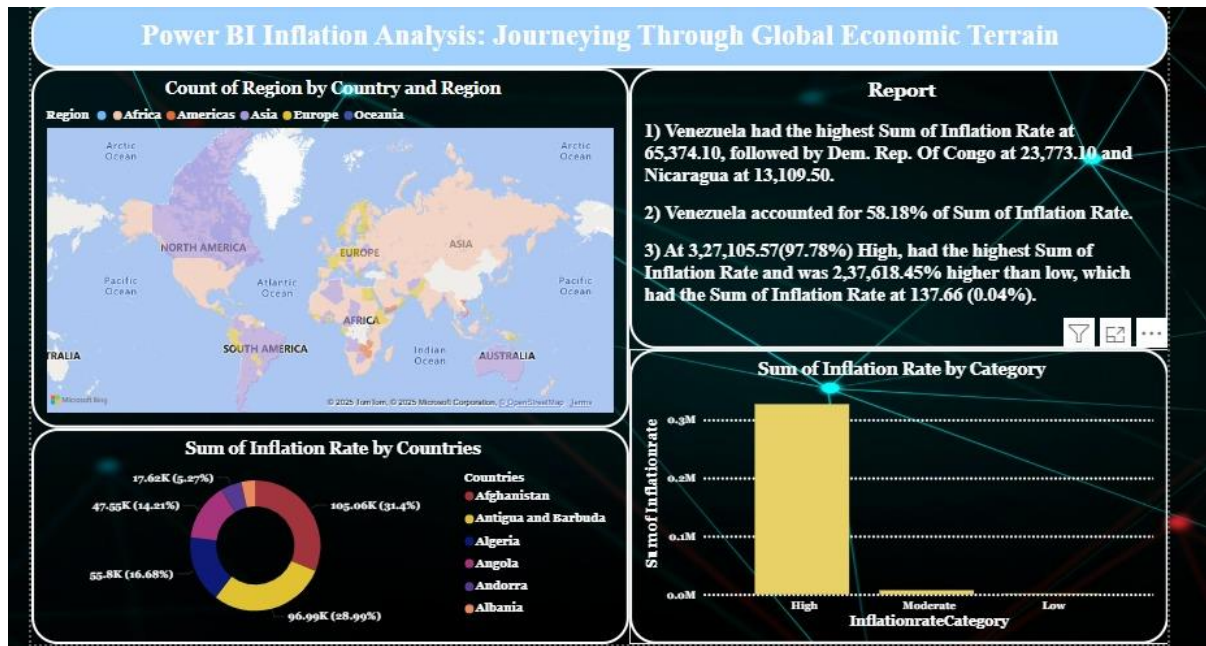 Power BI Inflation Analysis: Journeying Through Global Economic Terrain
Count of Region by Country and Region
Region Africa Americas Asia Europe Oceania
Arctic
Ocean
Arctic
Ocean
NORTH AMERICA
EUROPE
ASIA
Pacific
Ocean
Atlantic
Ocean
Pacific
Ocean
AFRICA
TRALIA
SOUTH AMERICA
Indian
Ocean
AUSTRALIA
Microsoft Bing
© 2025 TomTom, © 2025 Microsoft Corporation, © OpenStreetMap Terms
Report
1) Venezuela had the highest Sum of Inflation Rate at
65,374.10, followed by Dem. Rep. Of Congo at 23,773.10 and
Nicaragua at 13,109.50.
2) Venezuela accounted for 58.18% of Sum of Inflation Rate.
3) At 3,27,105.57(97.78%) High, had the highest Sum of
Inflation Rate and was 2,37,618.45% higher than low, which
had the Sum of Inflation Rate at 137.66 (0.04%).
Sum of Inflation Rate by Countries
17.62K (5.27%)
47.55K (14.21%)
55.8K (16.68%)
105.06K (31.4%)
96.99K (28.99%)
Countries
Afghanistan
Antigua and Barbuda
Algeria
Angola
Andorra
Albania
Sum of Inflation Rate by Category
Sum of Inflationrate
0.3M
0.2M
0.1M
0.0M
High Moderate Low
InflationrateCategory